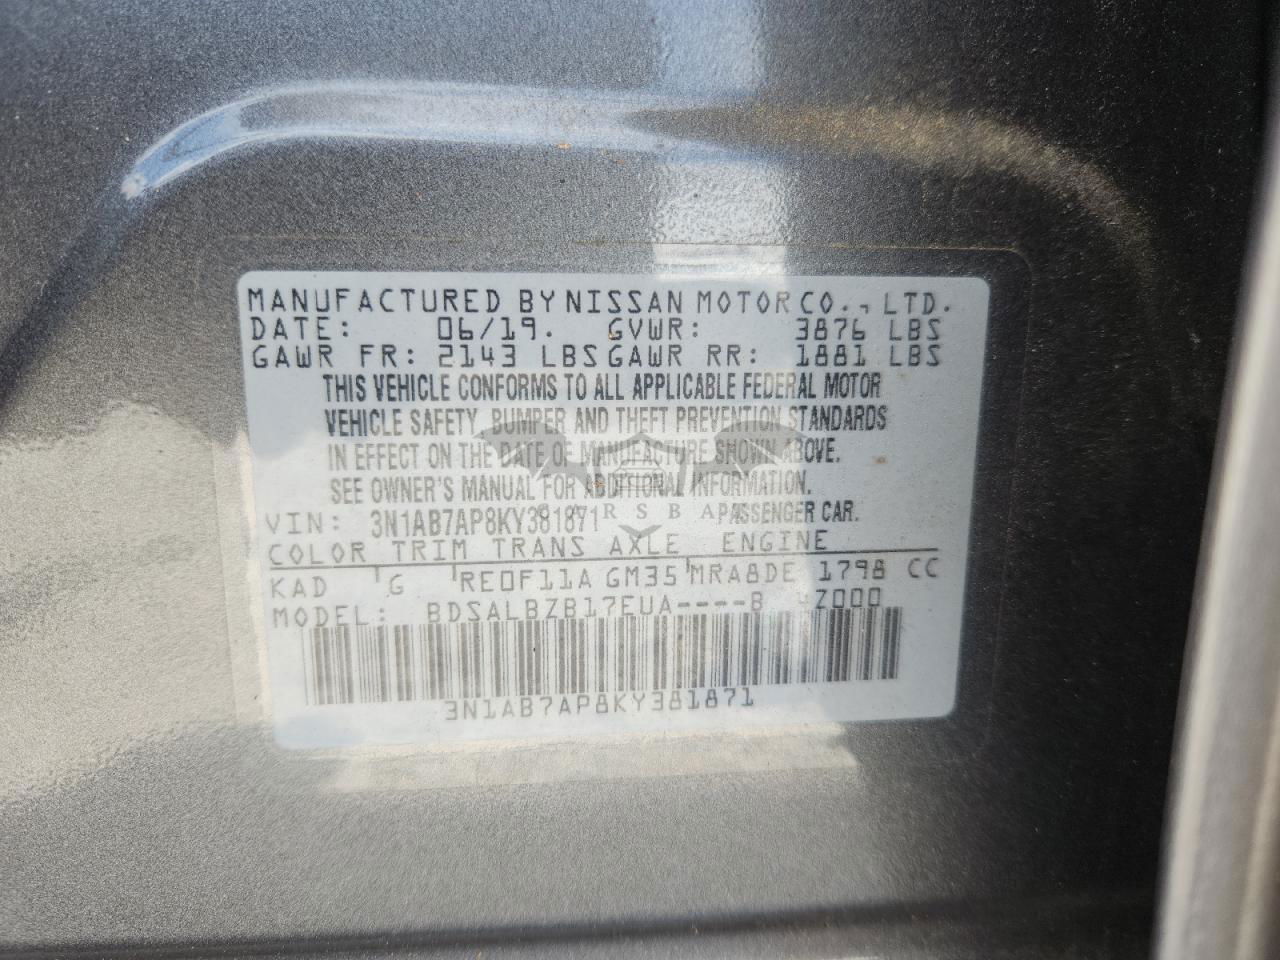 MANUFACTURED BY NISSAN MOTOR CO., LTD.
DATE: 06/19. GVWR: 3876 LBS
GAWR FR: 2143 LBS GAWR RR: 1881 LBS
THIS VEHICLE CONFORMS TO ALL APPLICABLE FEDERAL MOTOR
VEHICLE SAFETY, BUMPER AND THEFT PREVENTION STANDARDS
IN EFFECT ON THE DATE OF MANUFACTURE SHOWN ABOVE.
SEE OWNER'S MANUAL FOR ADDITIONAL INFORMATION.
VIN: 3N1AB7AP8KY381871 PASSENGER CAR.
COLOR TRIM TRANS AXLE ENGINE
KAD G RE0F11A GM35 MRA8DE 1798 CC
MODEL: BDSALBZB17EUA----B Z000
3N1AB7AP8KY381871